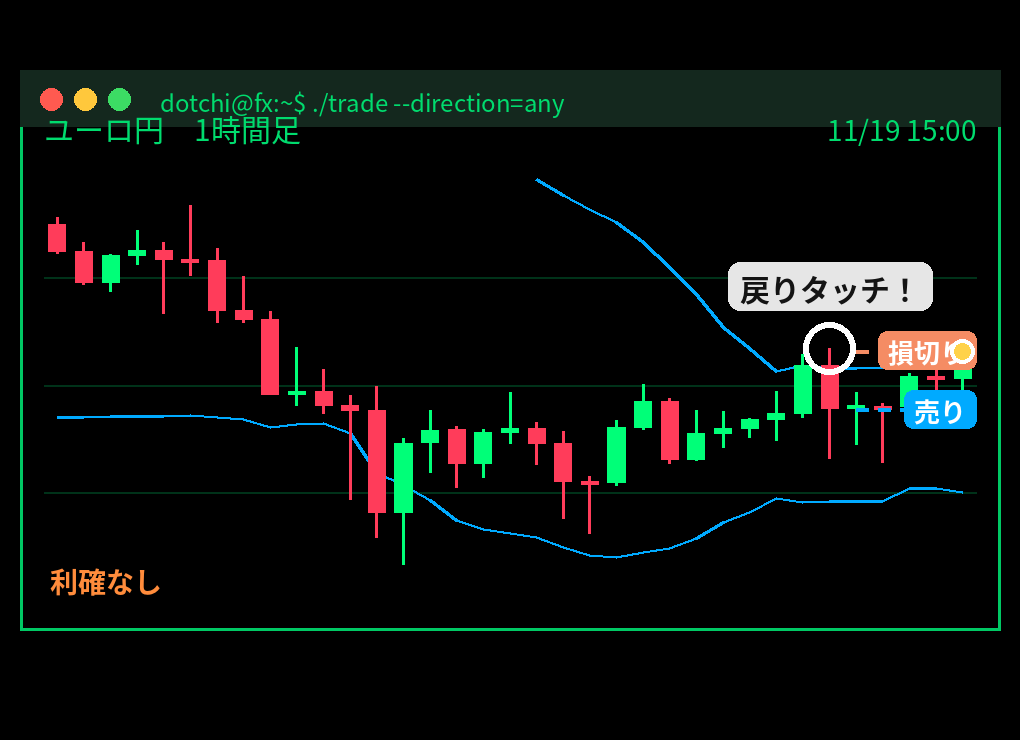 dotchi@fx:~$ ./trade --direction=any
ユーロ円 1時間足
11/19 15:00
戻りタッチ！
損切り
売り
利確なし